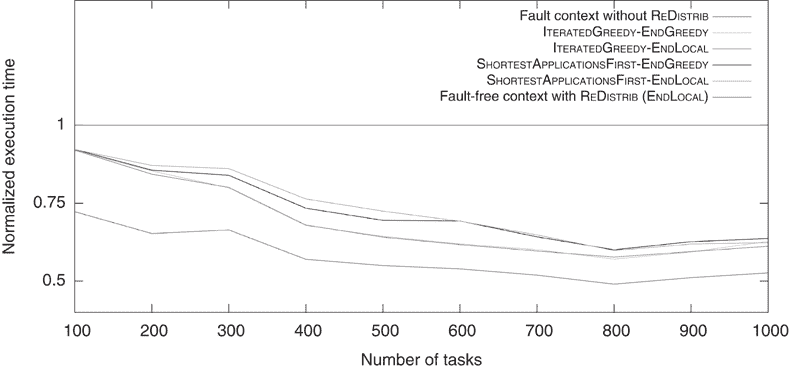 Fault context without REDISTRIB
ITERATEDGREEDY-ENDGREEDY
ITERATEDGREEDY-ENDLOCAL
SHORTESTAPPLICATIONSFIRST-ENDGREEDY
SHORTESTAPPLICATIONSFIRST-ENDLOCAL
Fault-free context with REDISTRIB (ENDLOCAL)
Normalized execution time
1
0.75
0.5
100 200 300 400 500 600 700 800 900 1000
Number of tasks